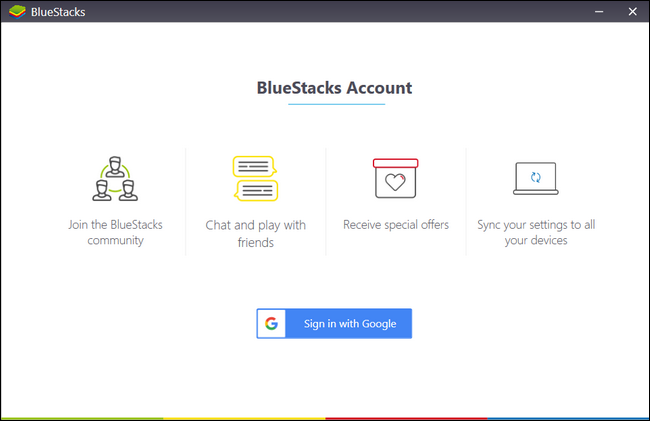 BlueStacks
BlueStacks Account
Join the BlueStacks
community
Chat and play with
friends
Receive special offers
Sync your settings to all
your devices
Sign in with Google